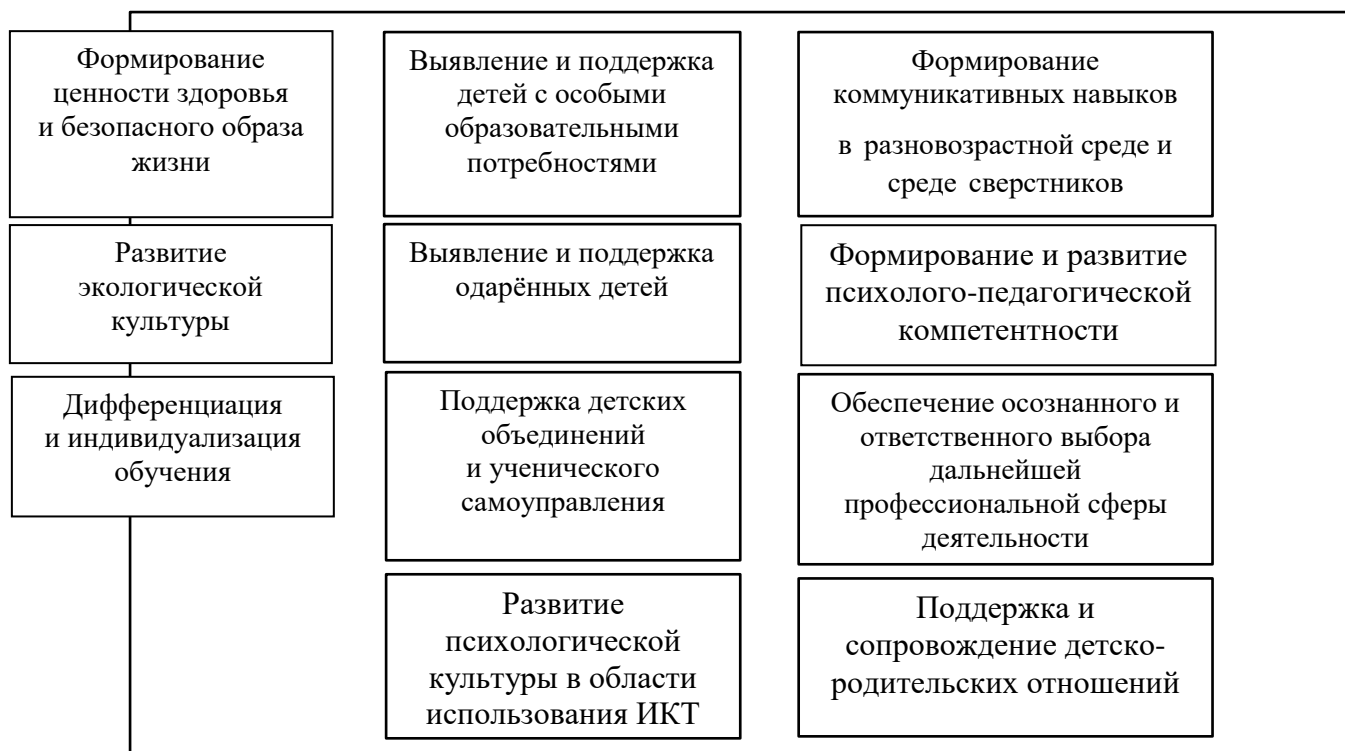 Формирование
ценности здоровья
и безопасного образа
жизни
Выявление и поддержка
детей с особыми
образовательными
потребностями
Формирование
коммуникативных навыков
в разновозрастной среде и
среде сверстников
Развитие
экологической
культуры
Выявление и поддержка
одарённых детей
Формирование и развитие
психолого-педагогической
компетентности
Дифференциация
и индивидуализация
обучения
Поддержка детских
объединений
и ученического
самоуправления
Обеспечение осознанного и
ответственного выбора
дальнейшей
профессиональной сферы
деятельности
Развитие
психологической
культуры в области
использования ИКТ
Поддержка и
сопровождение детско-
родительских отношений